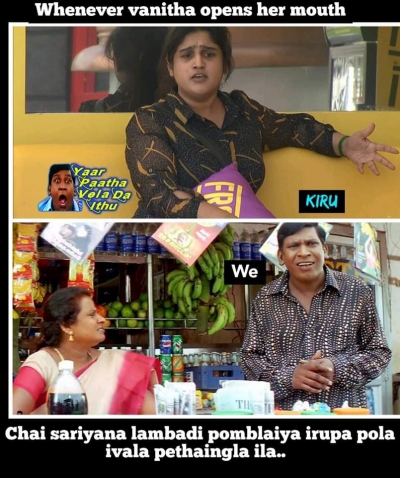 Whenever vanitha opens her mouth
Yaar
Paatha
Vela Da
Ithu
KIRU
We
Chai sariyana lambadi pomblaiya irupa pola
ivala pethaingla ila..